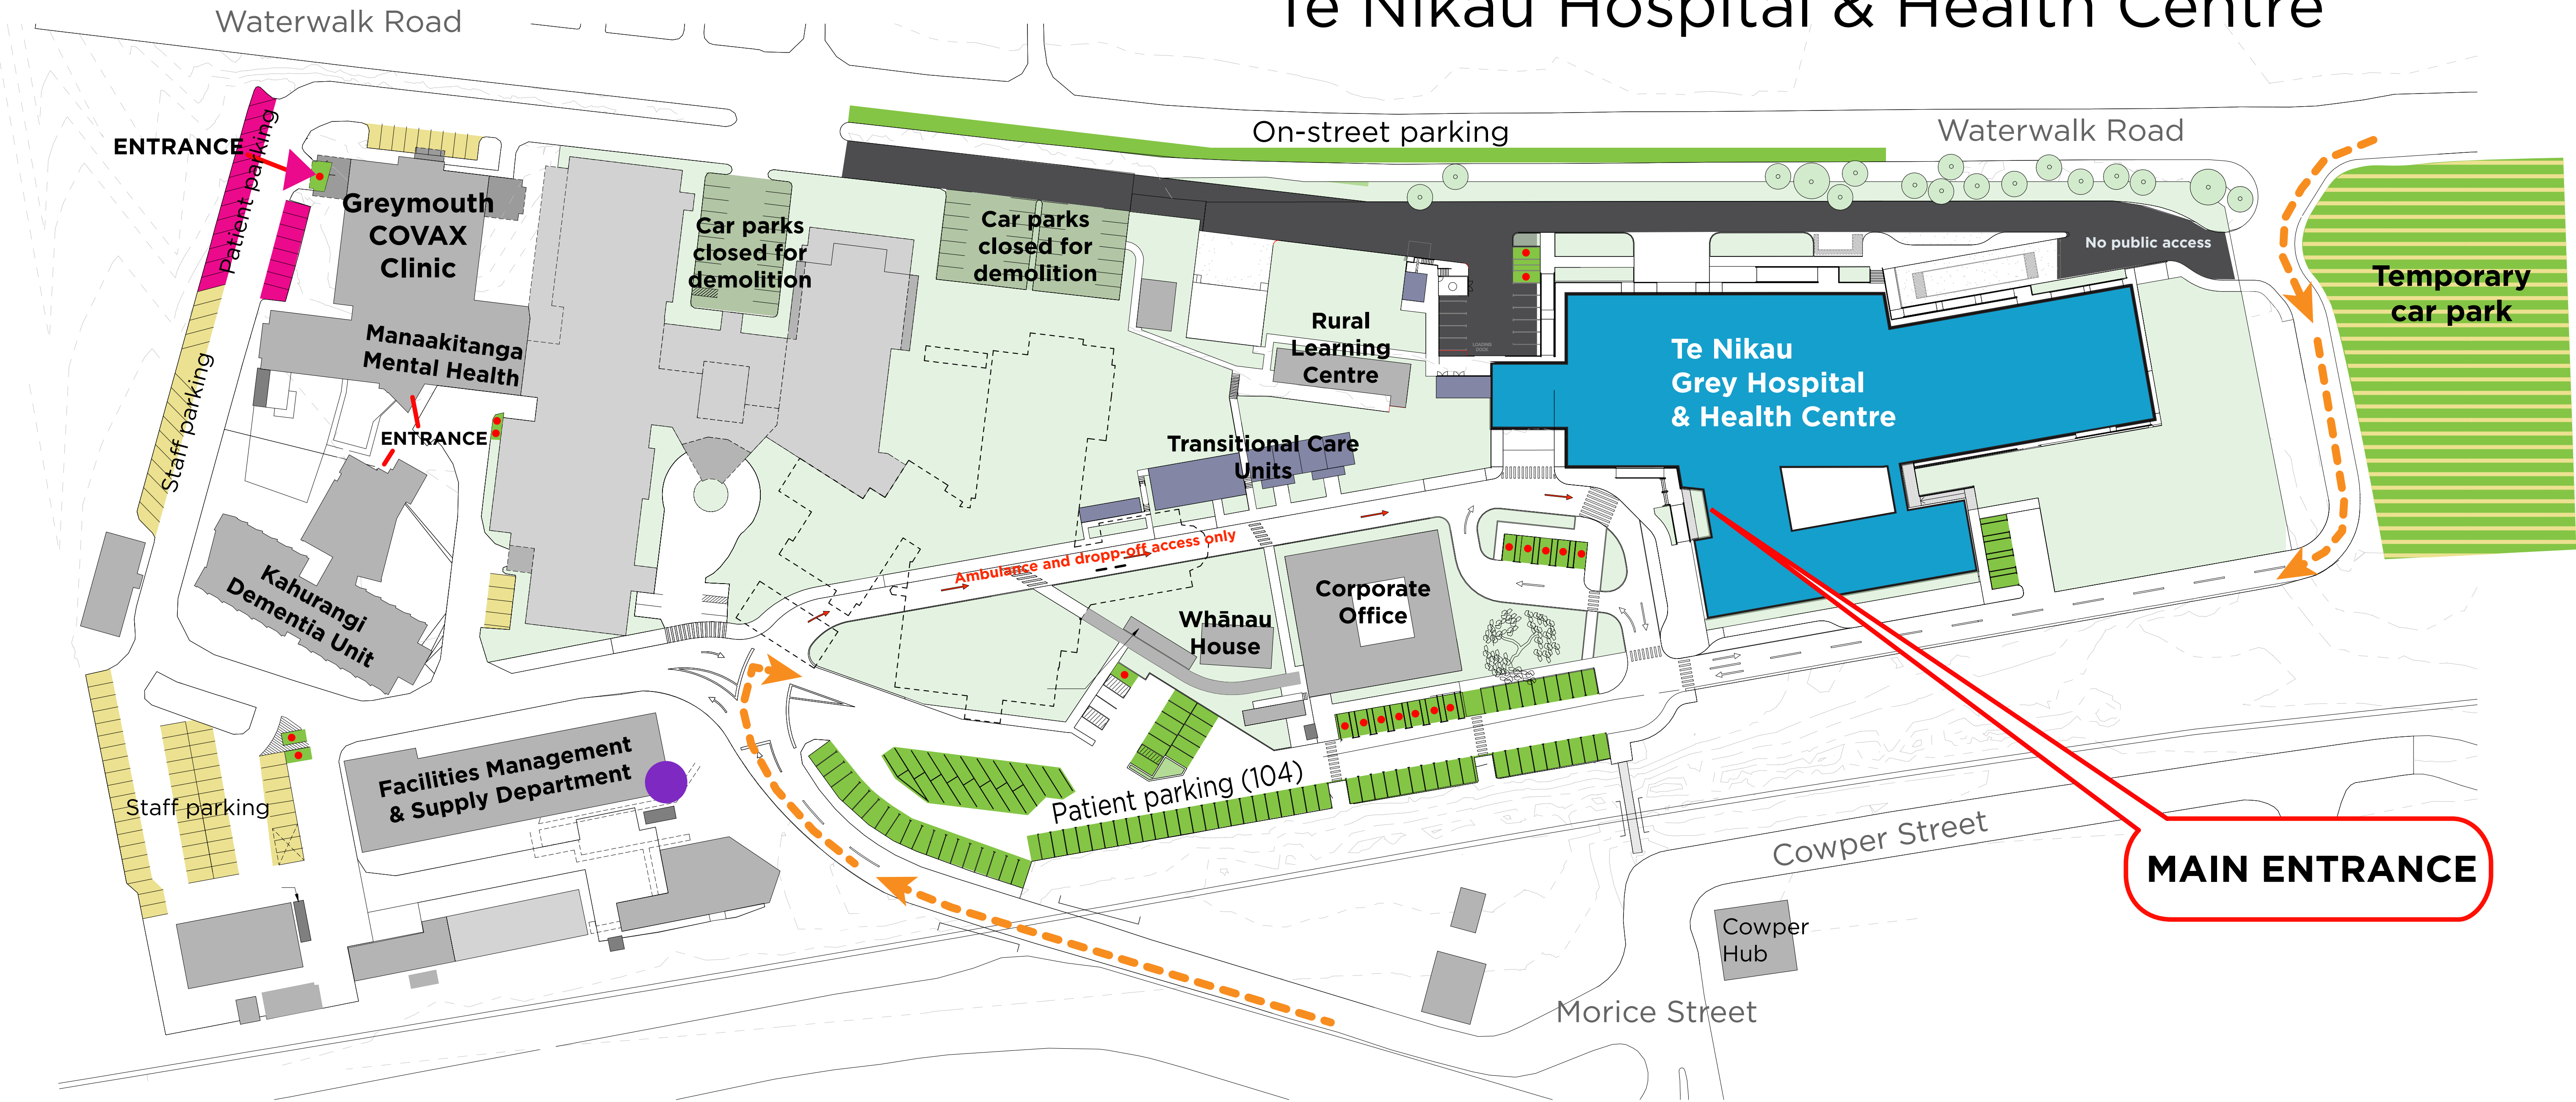 Te Nikau Hospital & Health Centre
Waterwalk Road
On-street parking
Waterwalk Road
ENTRANCE
Patient parking
Greymouth
COVAX
Clinic
Car parks
closed for
demolition
Car parks
closed for
demolition
No public access
Temporary
car park
Manaakitanga
Mental Health
ENTRANCE
Staff parking
Rural
Learning
Centre
LOADING
DOCK
Te Nikau
Grey Hospital
& Health Centre
Transitional Care
Units
Ambulance and dropp-off access only
Kahurangi
Dementia Unit
Whānau
House
Corporate
Office
Facilities Management
& Supply Department
Staff parking
Patient parking (104)
Cowper Street
MAIN ENTRANCE
Cowper
Hub
Morice Street